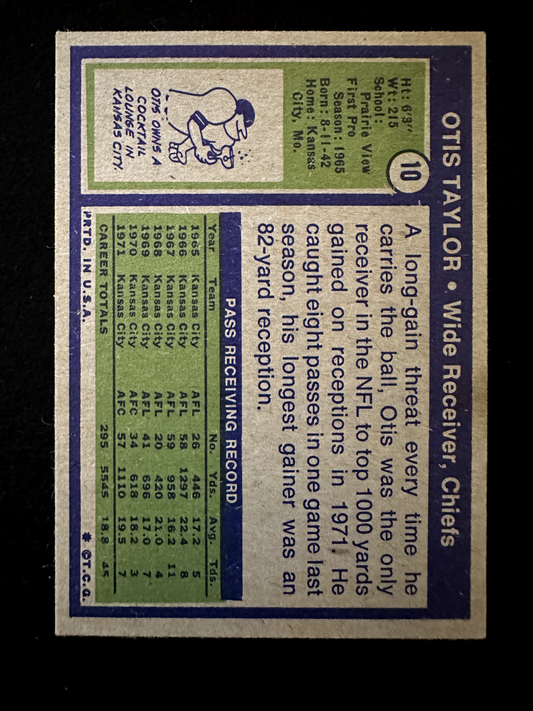 OTIS TAYLOR • Wide Receiver, Chiefs
10
Ht: 6'3"
Wt: 215
School:
Prairie View
First Pro
Season: 1965
Born: 8-11-42
Home: Kansas
City, Mo.
OTIS OWNS A
COCKTAIL
LOUNGE IN
KANSAS CITY.
A long-gain threat every time he
carries the ball, Otis was the only
receiver in the NFL to top 1000 yards
gained on receptions in 1971. He
caught eight passes in one game last
season, his longest gainer was an
82-yard reception.
PASS RECEIVING RECORD
Year Team No. Yds. Avg. Tds.
1965 Kansas City AFL 26 446 17.2 5
1966 Kansas City AFL 58 1297 22.4 8
1967 Kansas City AFL 59 958 16.2 11
1968 Kansas City AFL 20 420 21.0 4
1969 Kansas City AFL 41 696 17.0 7
1970 Kansas City AFC 34 618 18.2 3
1971 Kansas City AFC 57 1110 19.5 7
CAREER TOTALS 295 5545 18.8 45
PRTD. IN U.S.A.
* ©T.C.G.